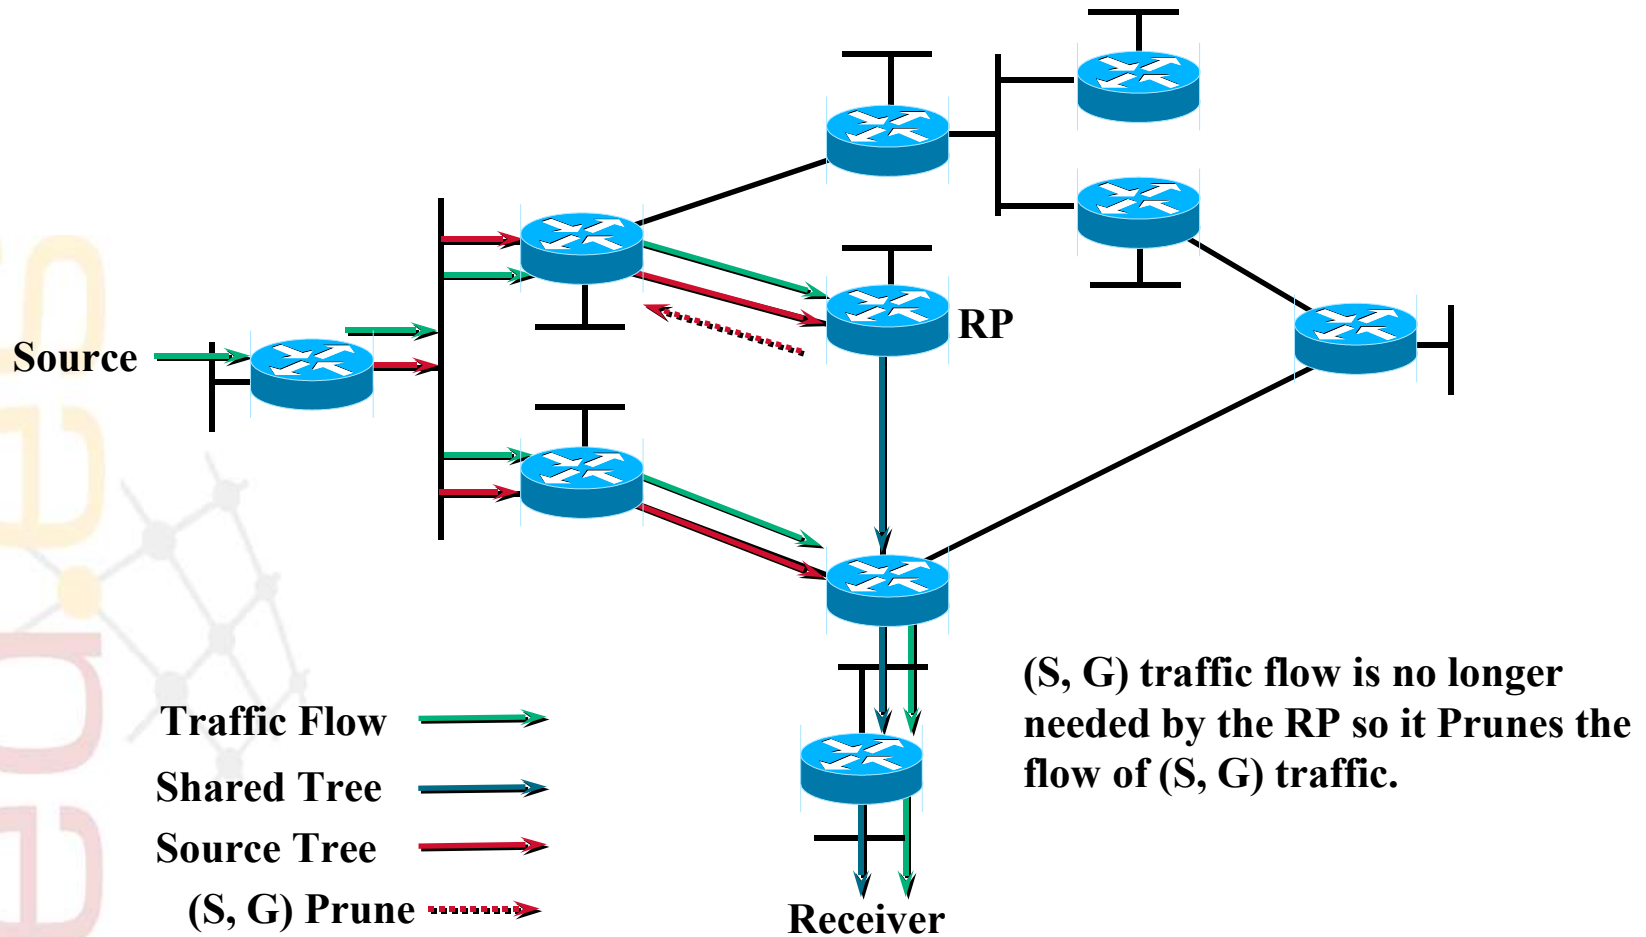 Source
RP
(S, G) traffic flow is no longer
needed by the RP so it Prunes the
flow of (S, G) traffic.
Traffic Flow
Shared Tree
Source Tree
(S, G) Prune
Receiver